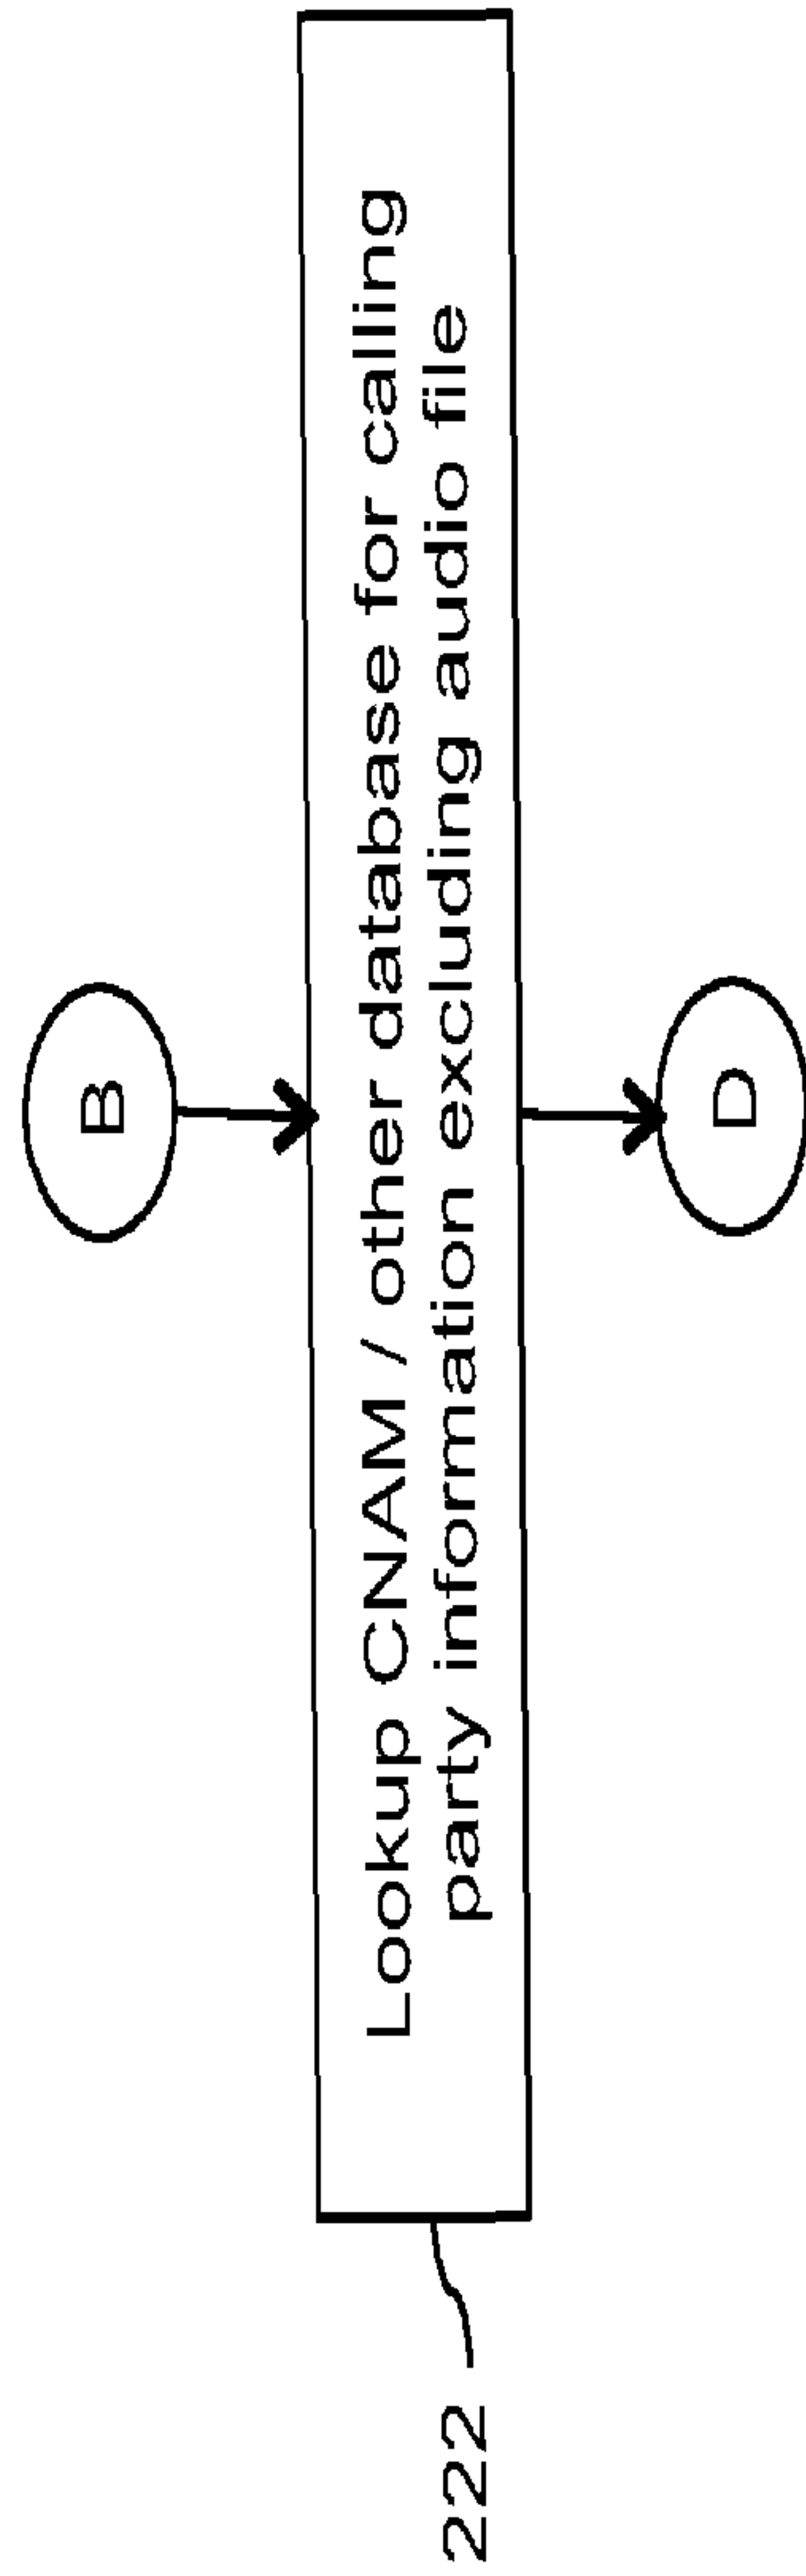 B
Lookup CNAM / other database for calling
party information excluding audio file
D
222